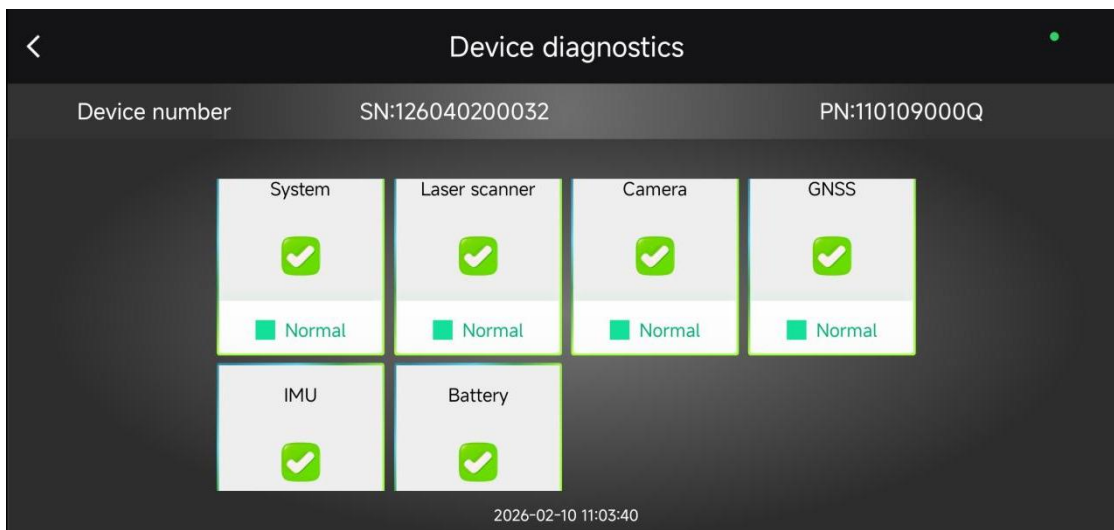 Device diagnostics
Device number SN:126040200032 PN:110109000Q
System Laser scanner Camera GNSS
Normal Normal Normal Normal
IMU Battery
2026-02-10 11:03:40